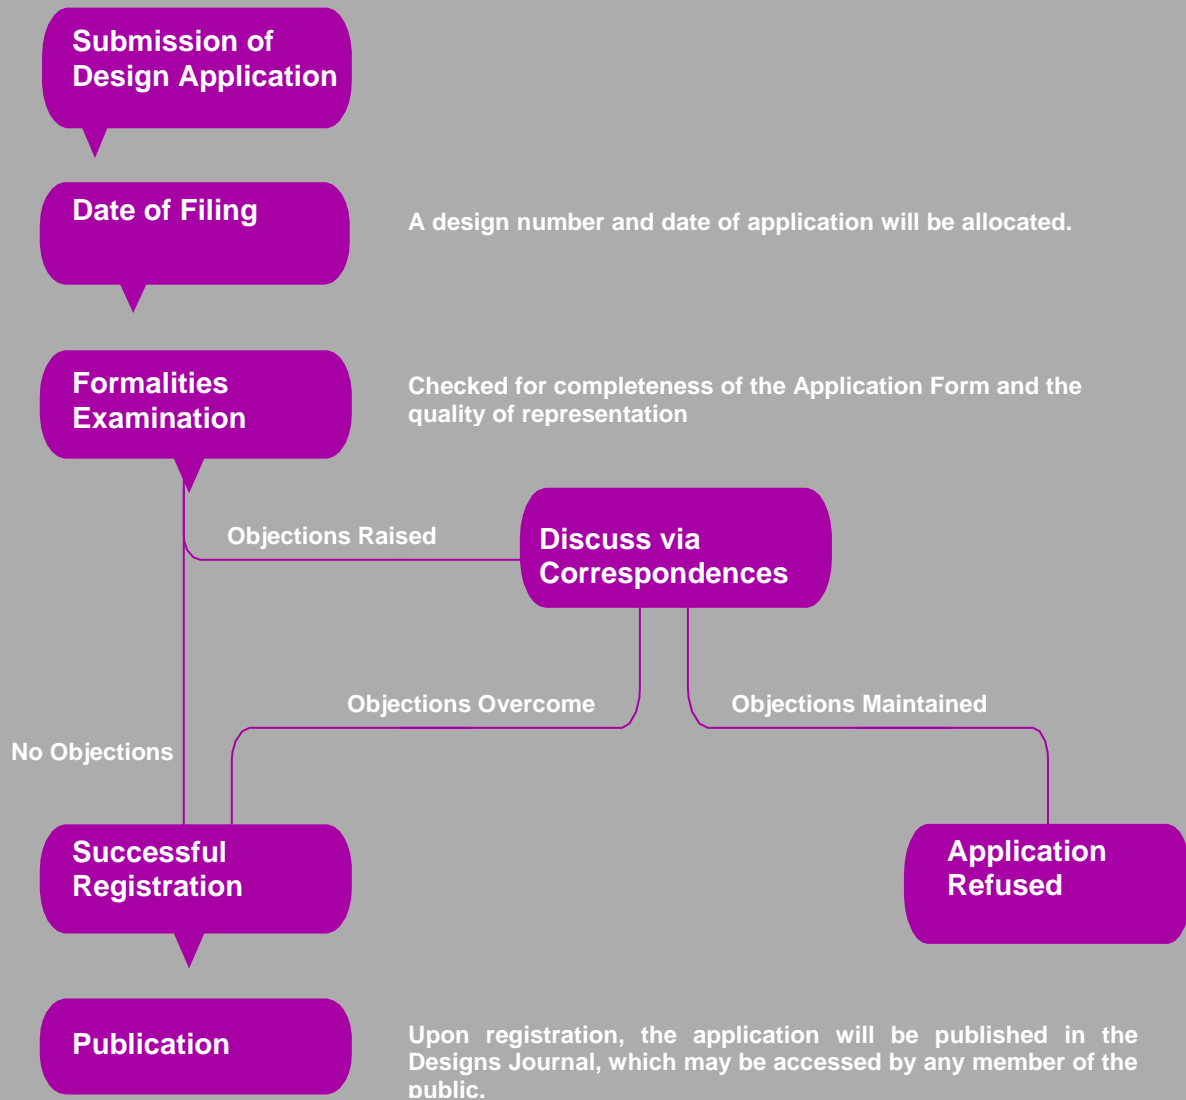 Submission of
Design Application
Date of Filing
A design number and date of application will be allocated.
Formalities
Examination
Checked for completeness of the Application Form and the
quality of representation
Objections Raised
Discuss via
Correspondences
Objections Overcome
Objections Maintained
No Objections
Successful
Registration
Application
Refused
Publication
Upon registration, the application will be published in the
Designs Journal, which may be accessed by any member of the
public.